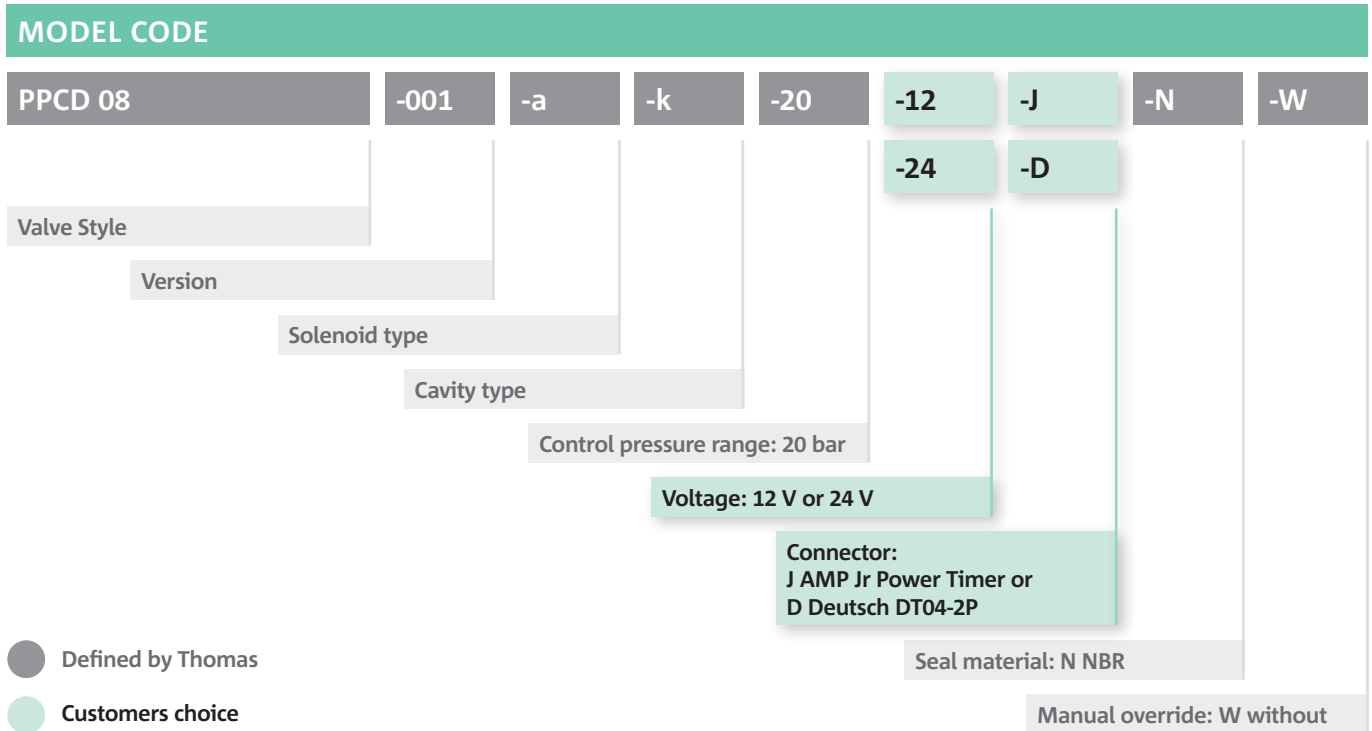 MODEL CODE
PPCD 08 -001 -a -k -20 -12 -J -N -W
-24 -D
Valve Style
Version
Solenoid type
Cavity type
Control pressure range: 20 bar
Voltage: 12 V or 24 V
Connector:
J AMP Jr Power Timer or
D Deutsch DT04-2P
Defined by Thomas
Seal material: N NBR
Customers choice
Manual override: W without